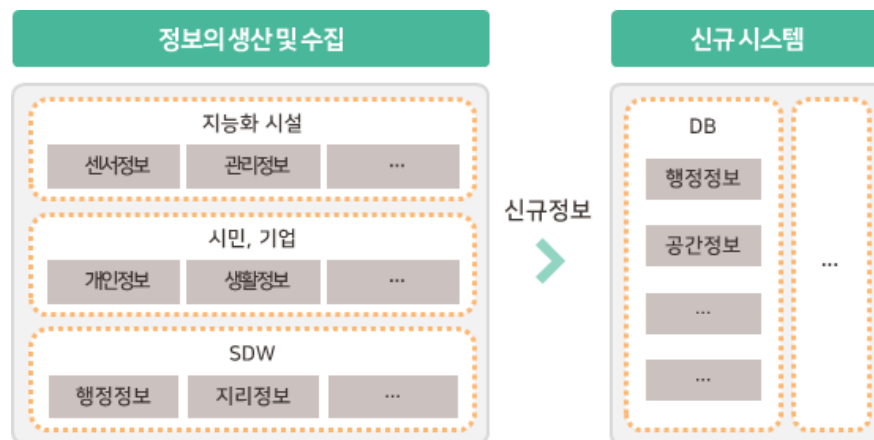 정보의 생산 및 수집
지능화 시설
센서정보 관리정보 ...
시민, 기업
개인정보 생활정보 ...
SDW
행정정보 지리정보 ...
신규정보
신규 시스템
DB
행정정보
공간정보
...
...
...